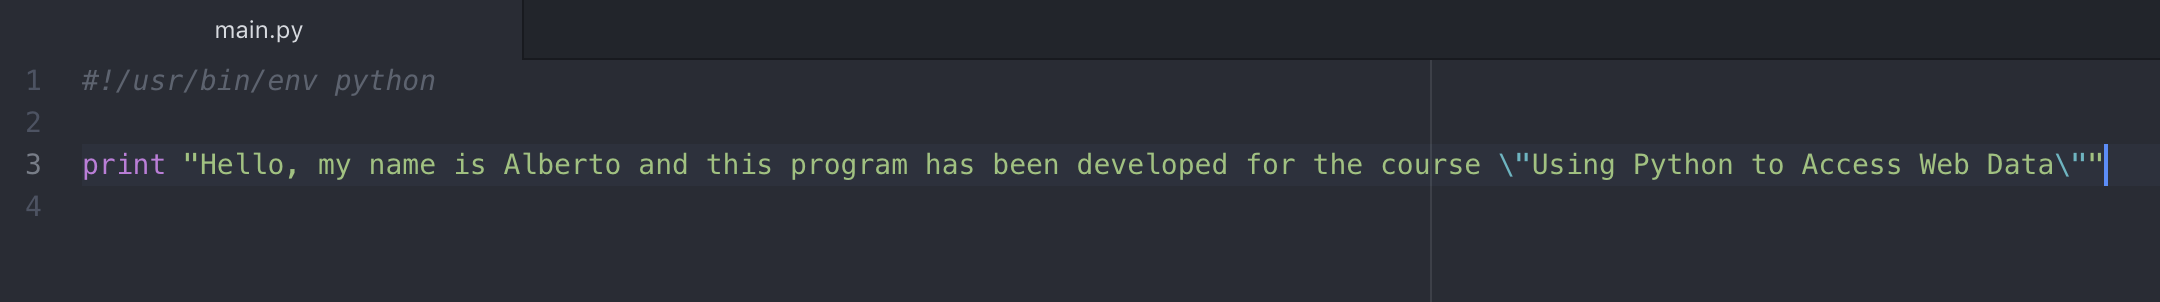 main.py
1 #!/usr/bin/env python
2
3 print "Hello, my name is Alberto and this program has been developed for the course \"Using Python to Access Web Data\""
4